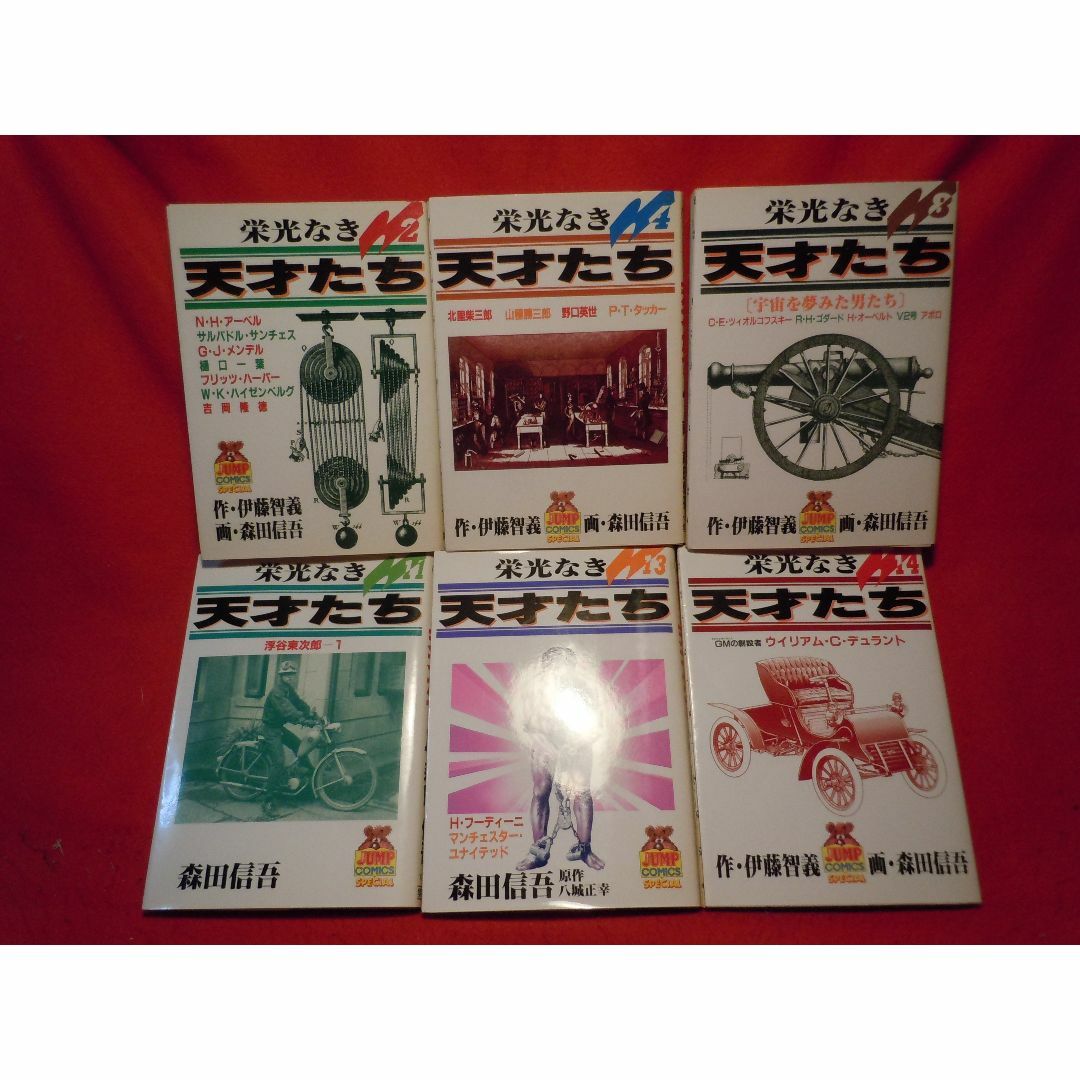 栄光なき 2
天才たち
N・H・アーベル
サルバドル・サンチェス
G・J・メンデル
樋口一葉
フリッツ・ハーバー
W・K・ハイゼンベルグ
吉岡隆徳
JUMP
COMICS
SPECIAL
作・伊藤智義
画・森田信吾
栄光なき 4
天才たち
北里柴三郎 山極勝三郎 野口英世 P・T・タッカー
作・伊藤智義
JUMP
COMICS
SPECIAL
画・森田信吾
栄光なき 8
天才たち
[宇宙を夢みた男たち]
C・E・ツィオルコフスキー R・H・ゴダード H・オーベルト V2号 アポロ
作・伊藤智義
JUMP
COMICS
SPECIAL
画・森田信吾
栄光なき 11
天才たち
浮谷東次郎―1
森田信吾
JUMP
COMICS
SPECIAL
栄光なき 13
天才たち
H・フーディーニ
マンチェスター・
ユナイテッド
森田信吾 原作
八城正幸
JUMP
COMICS
SPECIAL
栄光なき 14
天才たち
GMの創設者 ウイリアム・C・デュラント
作・伊藤智義
JUMP
COMICS
SPECIAL
画・森田信吾